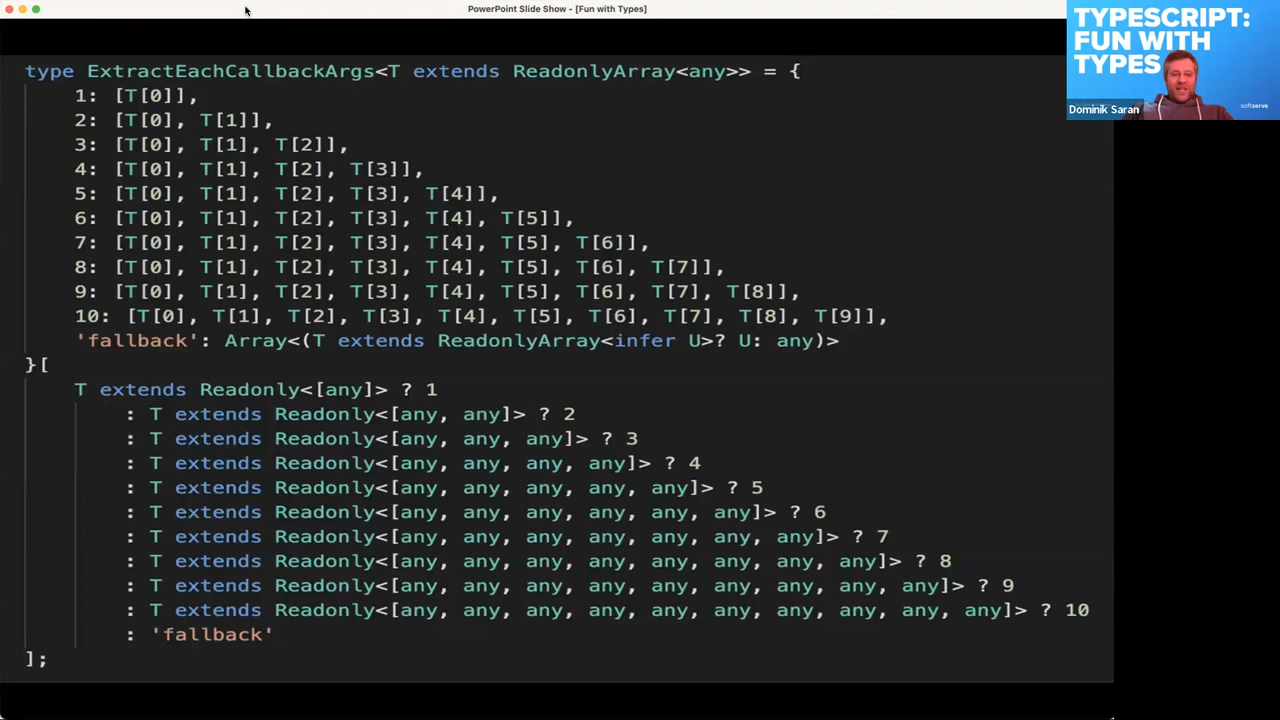 PowerPoint Slide Show - [Fun with Types]
type ExtractEachCallbackArgs<T extends ReadonlyArray<any>> = {
1: [T[0]],
2: [T[0], T[1]],
3: [T[0], T[1], T[2]],
4: [T[0], T[1], T[2], T[3]],
5: [T[0], T[1], T[2], T[3], T[4]],
6: [T[0], T[1], T[2], T[3], T[4], T[5]],
7: [T[0], T[1], T[2], T[3], T[4], T[5], T[6]],
8: [T[0], T[1], T[2], T[3], T[4], T[5], T[6], T[7]],
9: [T[0], T[1], T[2], T[3], T[4], T[5], T[6], T[7], T[8]],
10: [T[0], T[1], T[2], T[3], T[4], T[5], T[6], T[7], T[8], T[9]],
'fallback': Array<(T extends ReadonlyArray<infer U>? U: any)>
}[
T extends Readonly<[any]> ? 1
: T extends Readonly<[any, any]> ? 2
: T extends Readonly<[any, any, any]> ? 3
: T extends Readonly<[any, any, any, any]> ? 4
: T extends Readonly<[any, any, any, any, any]> ? 5
: T extends Readonly<[any, any, any, any, any, any]> ? 6
: T extends Readonly<[any, any, any, any, any, any, any]> ? 7
: T extends Readonly<[any, any, any, any, any, any, any, any]> ? 8
: T extends Readonly<[any, any, any, any, any, any, any, any, any]> ? 9
: T extends Readonly<[any, any, any, any, any, any, any, any, any, any]> ? 10
: 'fallback'
];
TYPESCRIPT:
FUN WITH
TYPES
Dominik Saran
softserve